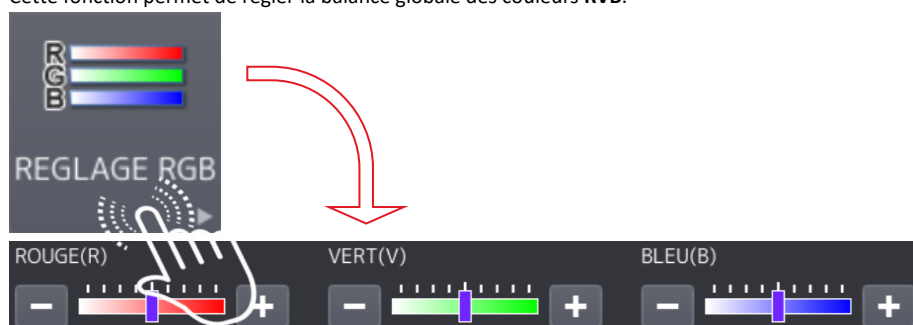 Cette fonction permet de régler la balance globale des couleurs RVB.
R
G
B
REGLAGE RGB
ROUGE(R) VERT(V) BLEU(B)
− + − + − +